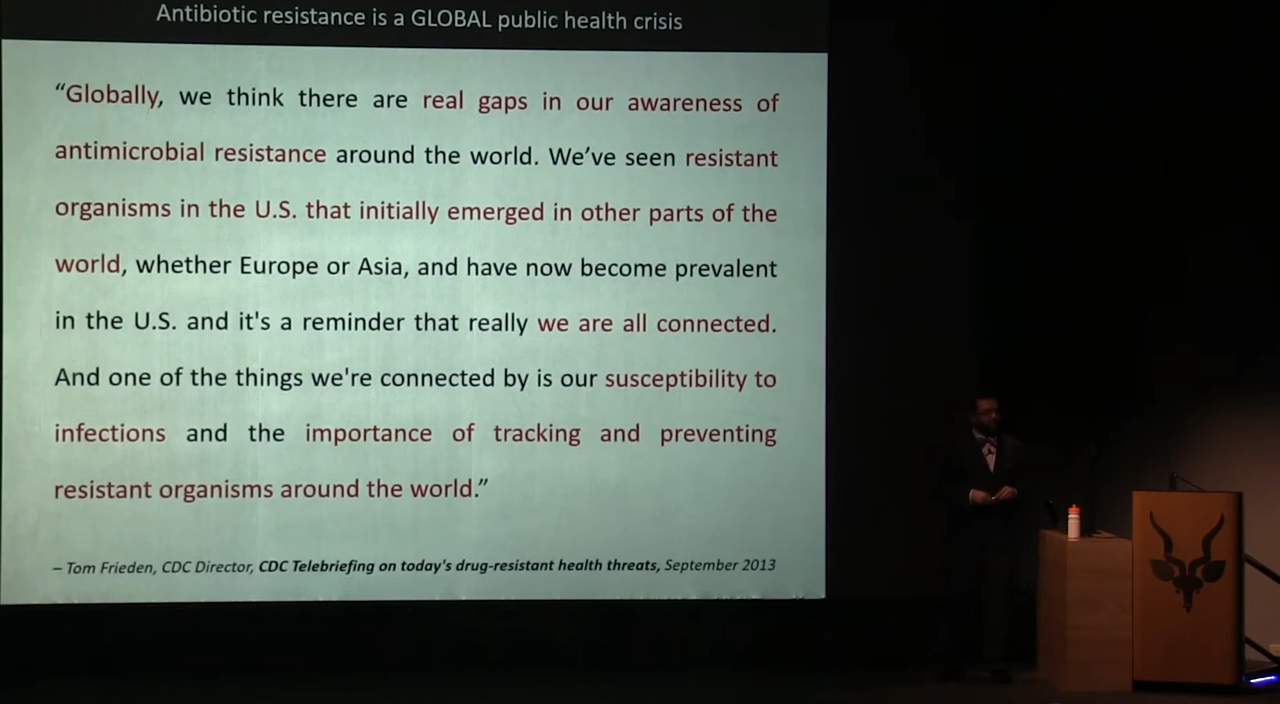 Antibiotic resistance is a GLOBAL public health crisis
“Globally, we think there are real gaps in our awareness of
antimicrobial resistance around the world. We’ve seen resistant
organisms in the U.S. that initially emerged in other parts of the
world, whether Europe or Asia, and have now become prevalent
in the U.S. and it's a reminder that really we are all connected.
And one of the things we're connected by is our susceptibility to
infections and the importance of tracking and preventing
resistant organisms around the world.”
– Tom Frieden, CDC Director, CDC Telebriefing on today's drug-resistant health threats, September 2013